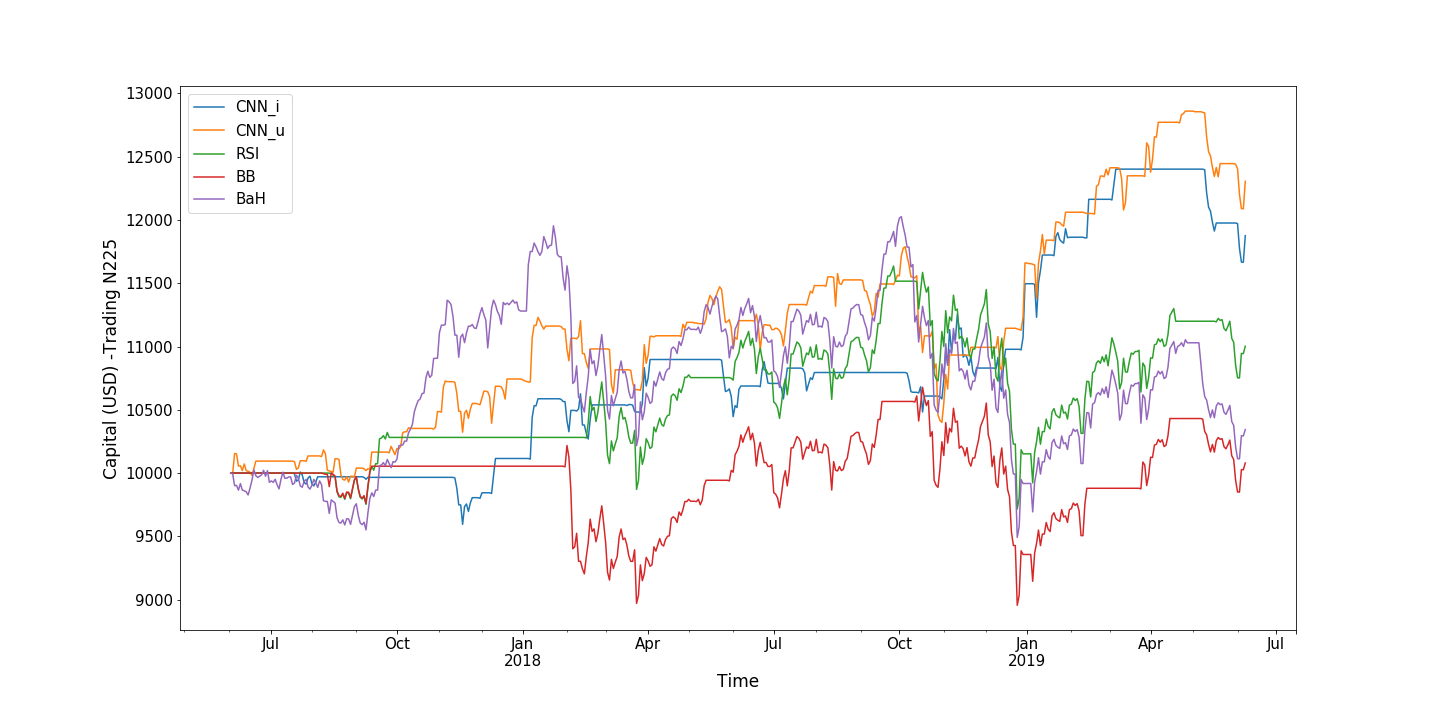 13000
12500
12000
11500
11000
10500
10000
9500
9000
Capital (USD) -Trading N225
CNN_i
CNN_u
RSI
BB
BaH
Jul Oct Jan Apr Jul Oct Jan Apr Jul
2018 2019
Time